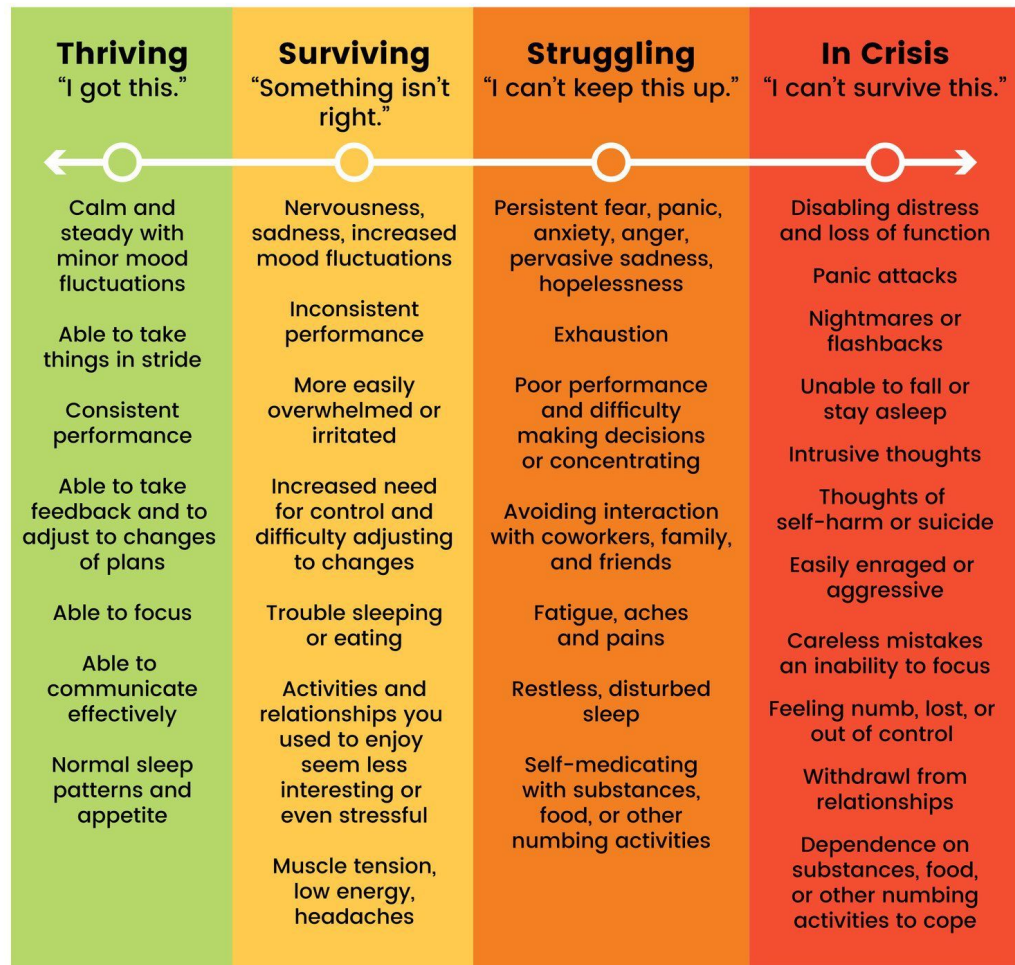 Thriving
“I got this.”
Calm and
steady with
minor mood
fluctuations
Able to take
things in stride
Consistent
performance
Able to take
feedback and to
adjust to changes
of plans
Able to focus
Able to
communicate
effectively
Normal sleep
patterns and
appetite
Surviving
“Something isn’t
right.”
Nervousness,
sadness, increased
mood fluctuations
Inconsistent
performance
More easily
overwhelmed or
irritated
Increased need
for control and
difficulty adjusting
to changes
Trouble sleeping
or eating
Activities and
relationships you
used to enjoy
seem less
interesting or
even stressful
Muscle tension,
low energy,
headaches
Struggling
“I can’t keep this up.”
Persistent fear, panic,
anxiety, anger,
pervasive sadness,
hopelessness
Exhaustion
Poor performance
and difficulty
making decisions
or concentrating
Avoiding interaction
with coworkers, family,
and friends
Fatigue, aches
and pains
Restless, disturbed
sleep
Self-medicating
with substances,
food, or other
numbing activities
In Crisis
“I can’t survive this.”
Disabling distress
and loss of function
Panic attacks
Nightmares or
flashbacks
Unable to fall or
stay asleep
Intrusive thoughts
Thoughts of
self-harm or suicide
Easily enraged or
aggressive
Careless mistakes
an inability to focus
Feeling numb, lost, or
out of control
Withdrawl from
relationships
Dependence on
substances, food,
or other numbing
activities to cope